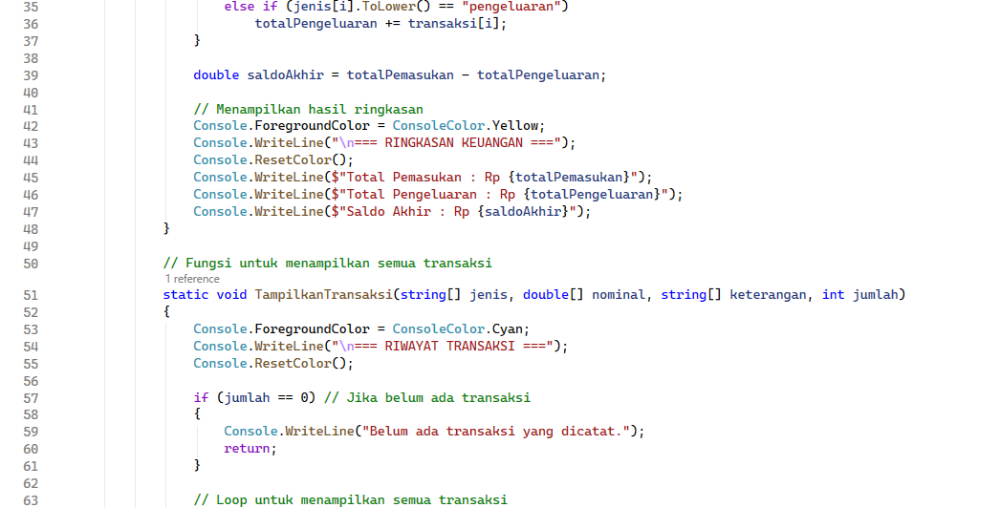 35 else if (jenis[i].ToLower() == "pengeluaran")
36 totalPengeluaran += transaksi[i];
37 }
38
39 double saldoAkhir = totalPemasukan - totalPengeluaran;
40
41 // Menampilkan hasil ringkasan
42 Console.ForegroundColor = ConsoleColor.Yellow;
43 Console.WriteLine("\n=== RINGKASAN KEUANGAN ===");
44 Console.ResetColor();
45 Console.WriteLine($"Total Pemasukan : Rp {totalPemasukan}");
46 Console.WriteLine($"Total Pengeluaran : Rp {totalPengeluaran}");
47 Console.WriteLine($"Saldo Akhir : Rp {saldoAkhir}");
48 }
49
50 // Fungsi untuk menampilkan semua transaksi
1 reference
51 static void TampilkanTransaksi(string[] jenis, double[] nominal, string[] keterangan, int jumlah)
52 {
53 Console.ForegroundColor = ConsoleColor.Cyan;
54 Console.WriteLine("\n=== RIWAYAT TRANSAKSI ===");
55 Console.ResetColor();
56
57 if (jumlah == 0) // Jika belum ada transaksi
58 {
59 Console.WriteLine("Belum ada transaksi yang dicatat.");
60 return;
61 }
62
63 // Loop untuk menampilkan semua transaksi